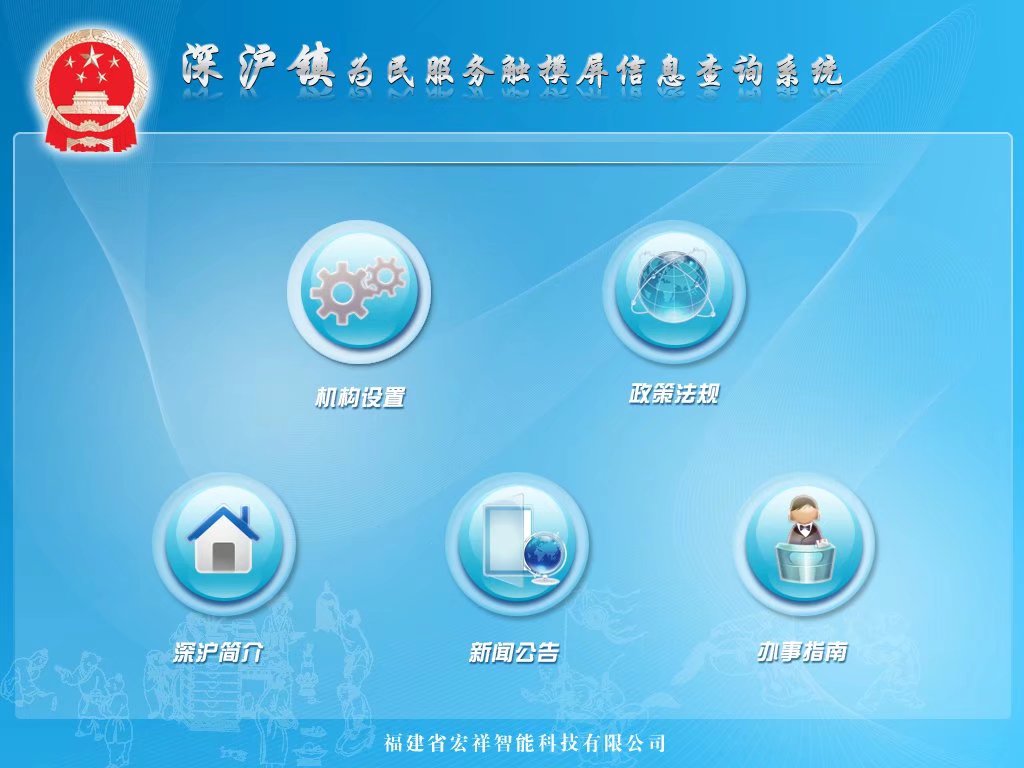 深沪镇为民服务触摸屏信息查询系统
机构设置
政策法规
深沪简介
新闻公告
办事指南
福建省宏祥智能科技有限公司